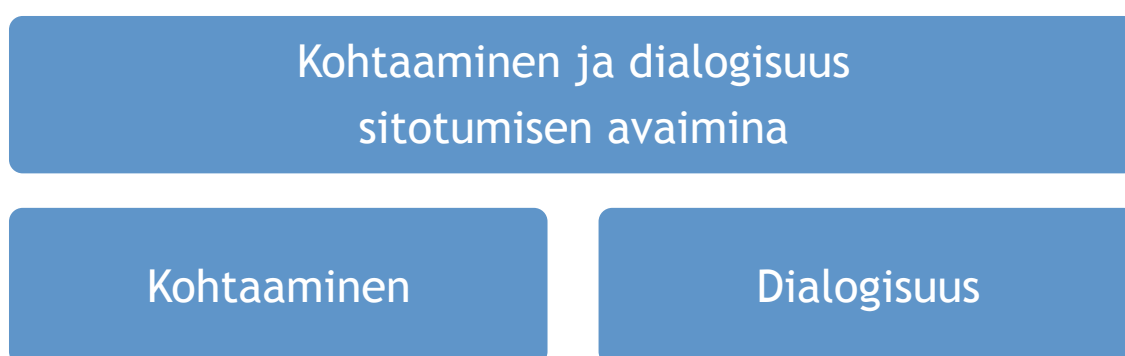 Kohtaaminen ja dialogisuus
sitotumisen avaimina
Kohtaaminen
Dialogisuus